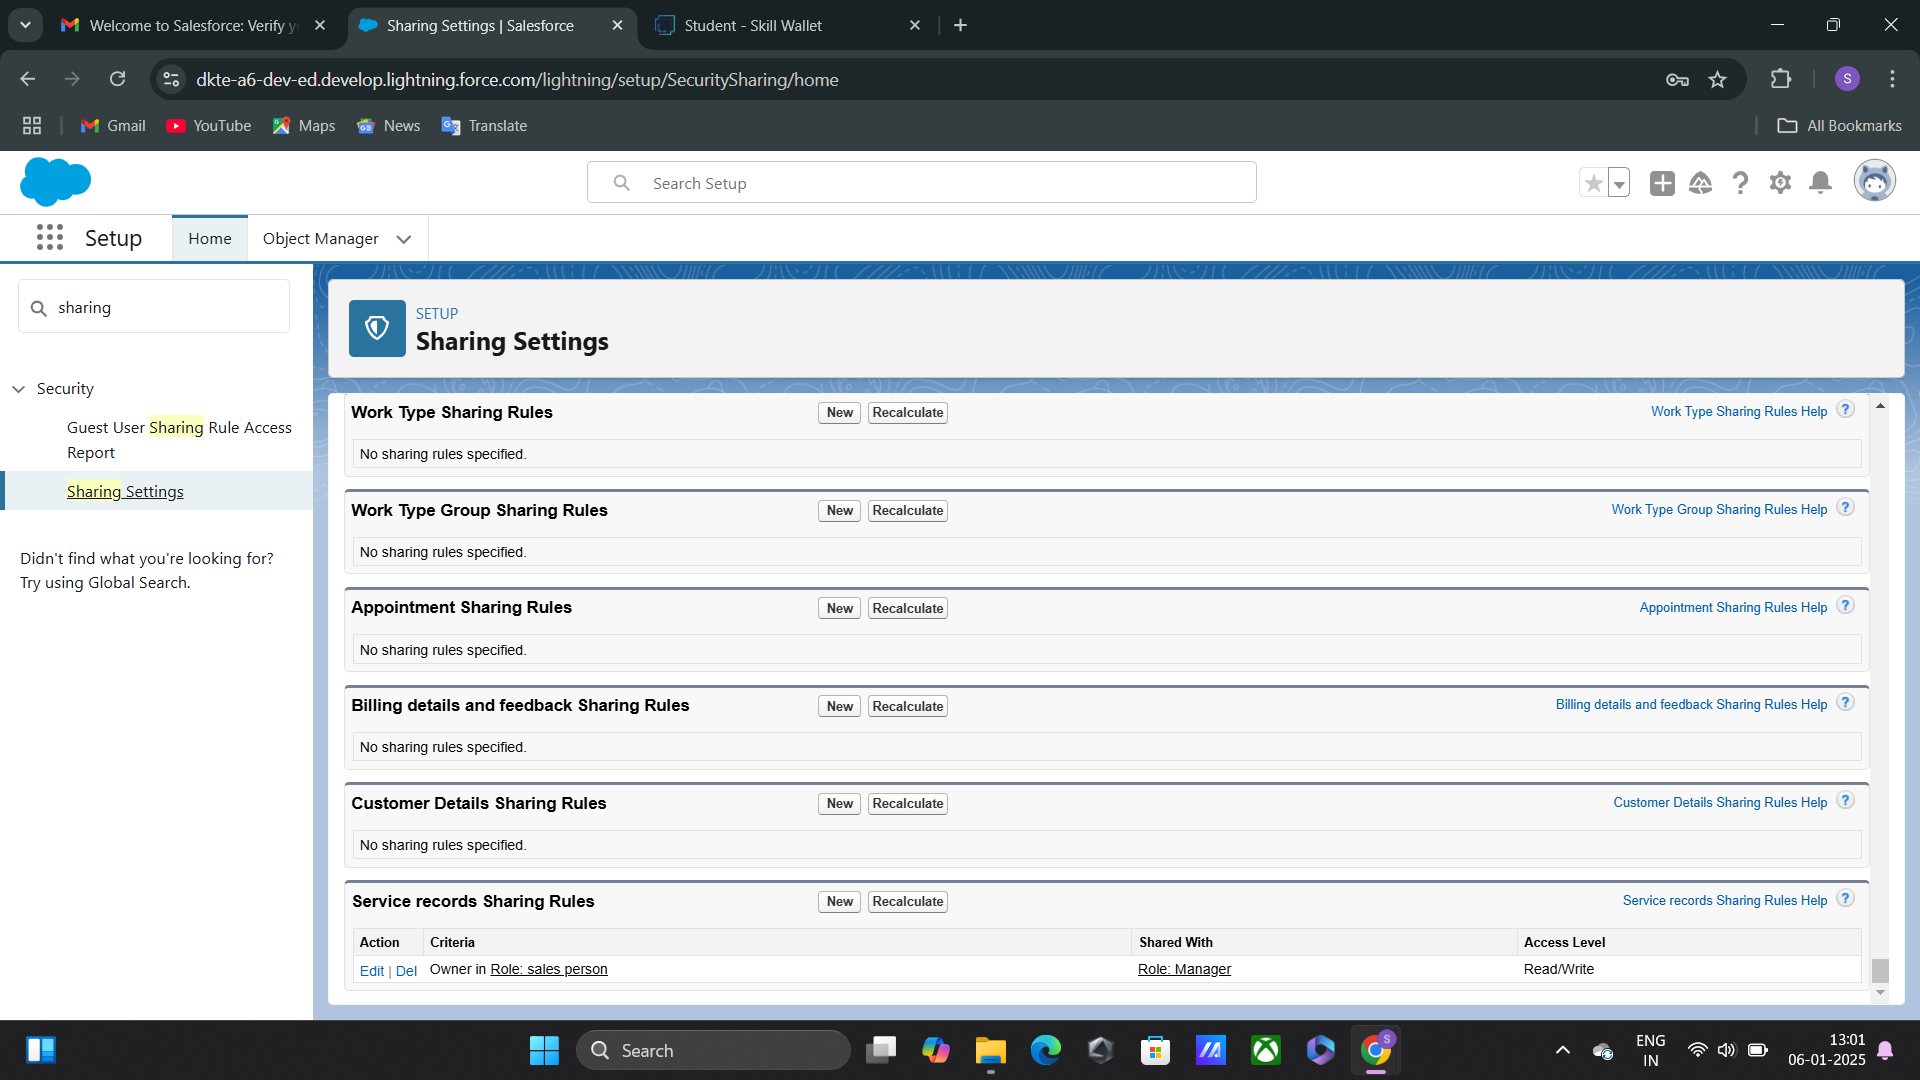 Welcome to Salesforce: Verify y
Sharing Settings | Salesforce
Student - Skill Wallet
dkte-a6-dev-ed.develop.lightning.force.com/lightning/setup/SecuritySharing/home
S
Gmail
YouTube
Maps
News
Translate
All Bookmarks
Search Setup
Setup
Home
Object Manager
sharing
Security
Guest User Sharing Rule Access
Report
Sharing Settings
Didn't find what you're looking for?
Try using Global Search.
SETUP
Sharing Settings
Work Type Sharing Rules
New
Recalculate
Work Type Sharing Rules Help ?
No sharing rules specified.
Work Type Group Sharing Rules
New
Recalculate
Work Type Group Sharing Rules Help ?
No sharing rules specified.
Appointment Sharing Rules
New
Recalculate
Appointment Sharing Rules Help ?
No sharing rules specified.
Billing details and feedback Sharing Rules
New
Recalculate
Billing details and feedback Sharing Rules Help ?
No sharing rules specified.
Customer Details Sharing Rules
New
Recalculate
Customer Details Sharing Rules Help ?
No sharing rules specified.
Service records Sharing Rules
New
Recalculate
Service records Sharing Rules Help ?
Action
Criteria
Shared With
Access Level
Edit | Del
Owner in Role: sales person
Role: Manager
Read/Write
Search
S
ENG
IN
13:01
06-01-2025